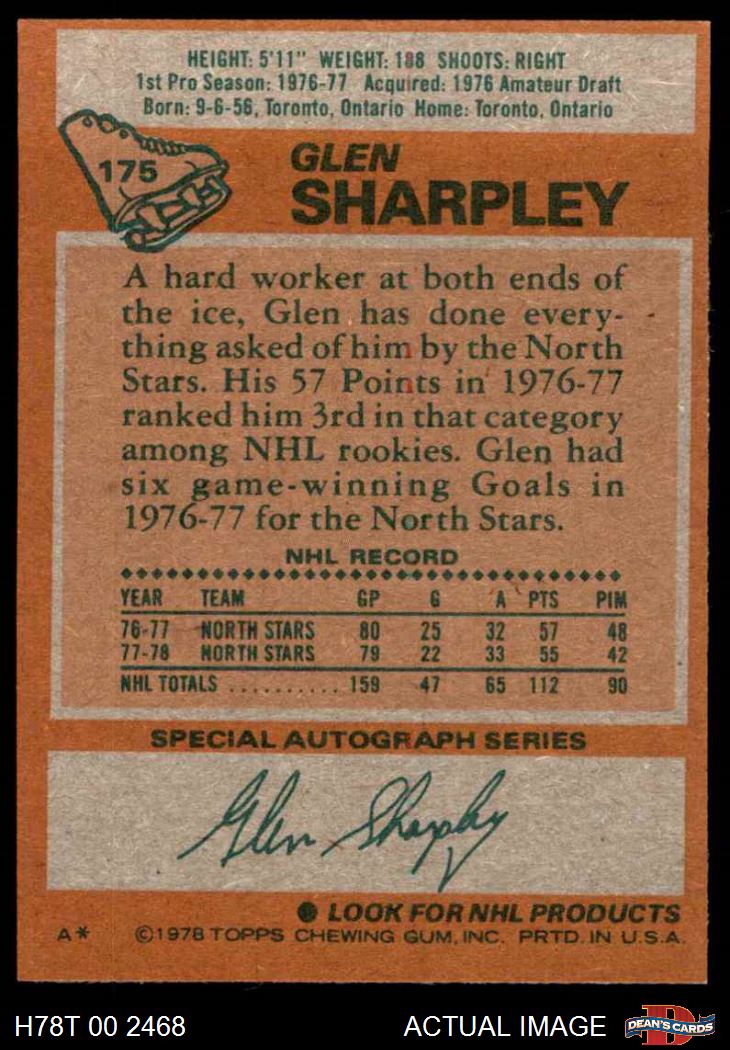 HEIGHT: 5'11" WEIGHT: 188 SHOOTS: RIGHT
1st Pro Season: 1976-77 Acquired: 1976 Amateur Draft
Born: 9-6-56, Toronto, Ontario Home: Toronto, Ontario
175
GLEN
SHARPLEY
A hard worker at both ends of
the ice, Glen has done every-
thing asked of him by the North
Stars. His 57 Points in 1976-77
ranked him 3rd in that category
among NHL rookies. Glen had
six game-winning Goals in
1976-77 for the North Stars.
NHL RECORD
YEAR TEAM GP G A PTS PIM
76-77 NORTH STARS 80 25 32 57 48
77-78 NORTH STARS 79 22 33 55 42
NHL TOTALS .......... 159 47 65 112 90
SPECIAL AUTOGRAPH SERIES
Glen Sharpley
● LOOK FOR NHL PRODUCTS
A* ©1978 TOPPS CHEWING GUM, INC. PRTD. IN U.S.A.
H78T 00 2468 ACTUAL IMAGE D DEAN'S CARDS